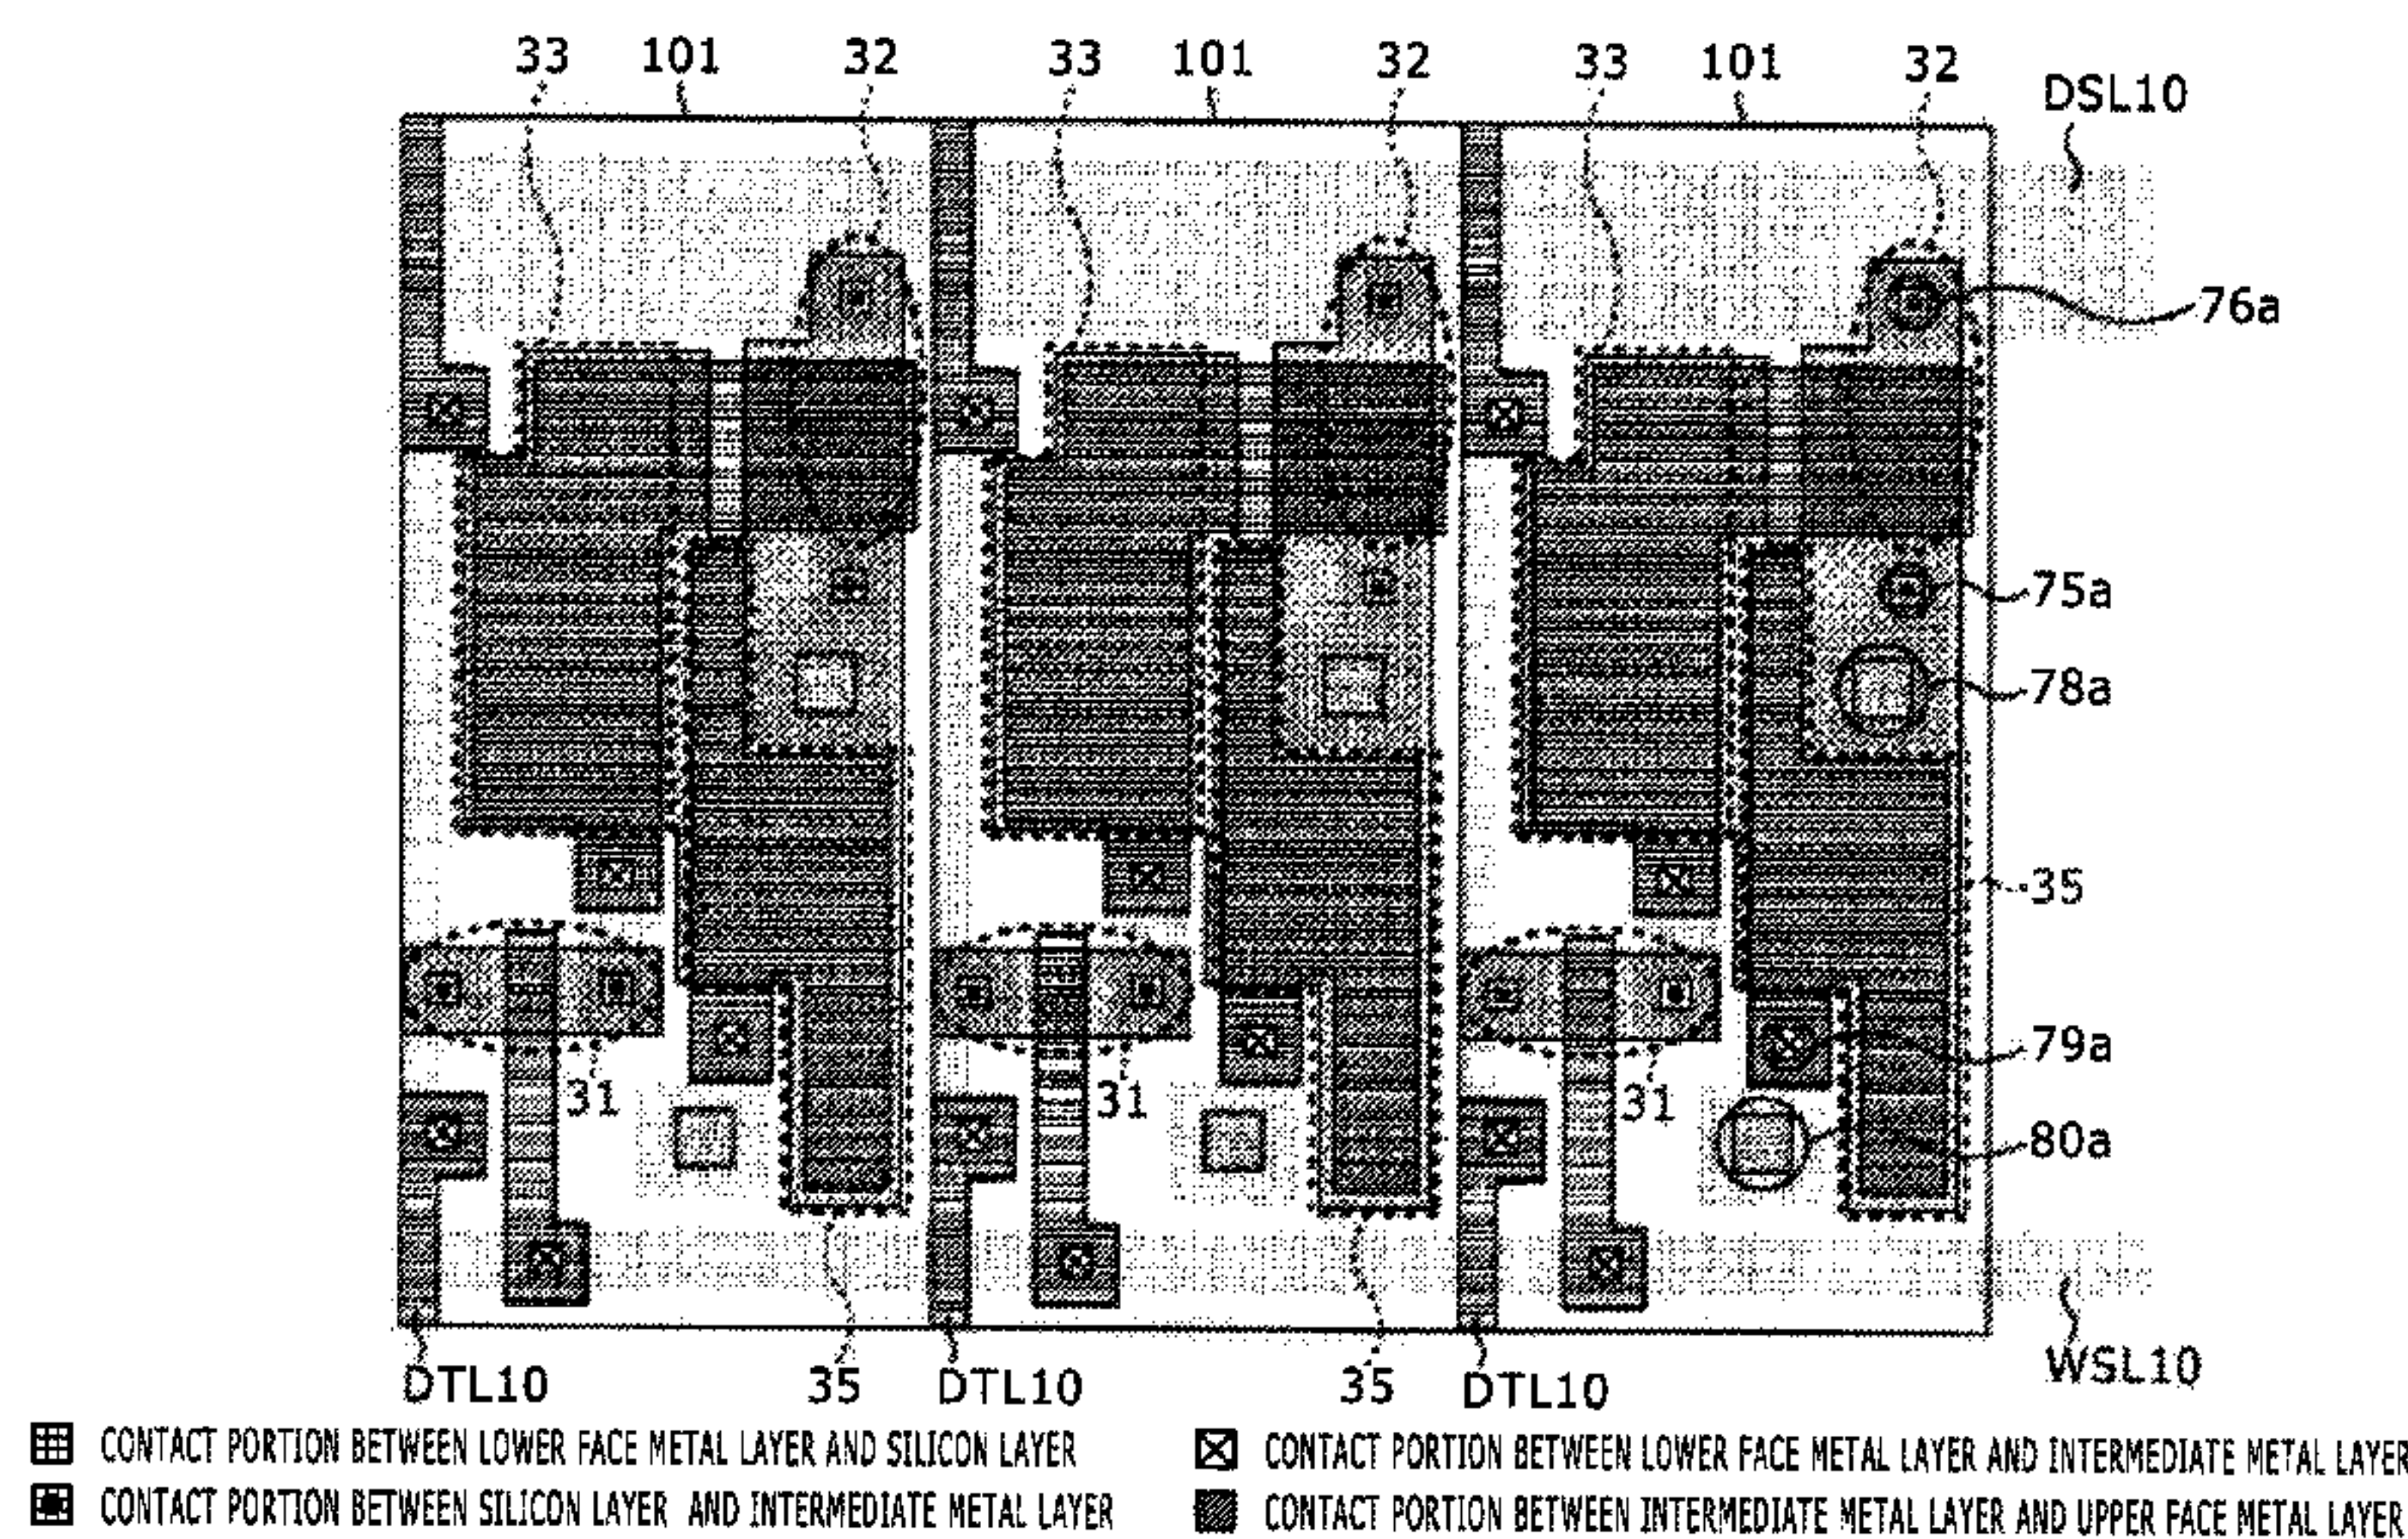 33 101 32 33 101 32 33 101 32
DSL10
76a
75a
78a
35
79a
31 31 31
80a
WSL10
DTL10 35 DTL10 35 DTL10
CONTACT PORTION BETWEEN LOWER FACE METAL LAYER AND SILICON LAYER
CONTACT PORTION BETWEEN LOWER FACE METAL LAYER AND INTERMEDIATE METAL LAYER
CONTACT PORTION BETWEEN SILICON LAYER AND INTERMEDIATE METAL LAYER
CONTACT PORTION BETWEEN INTERMEDIATE METAL LAYER AND UPPER FACE METAL LAYER